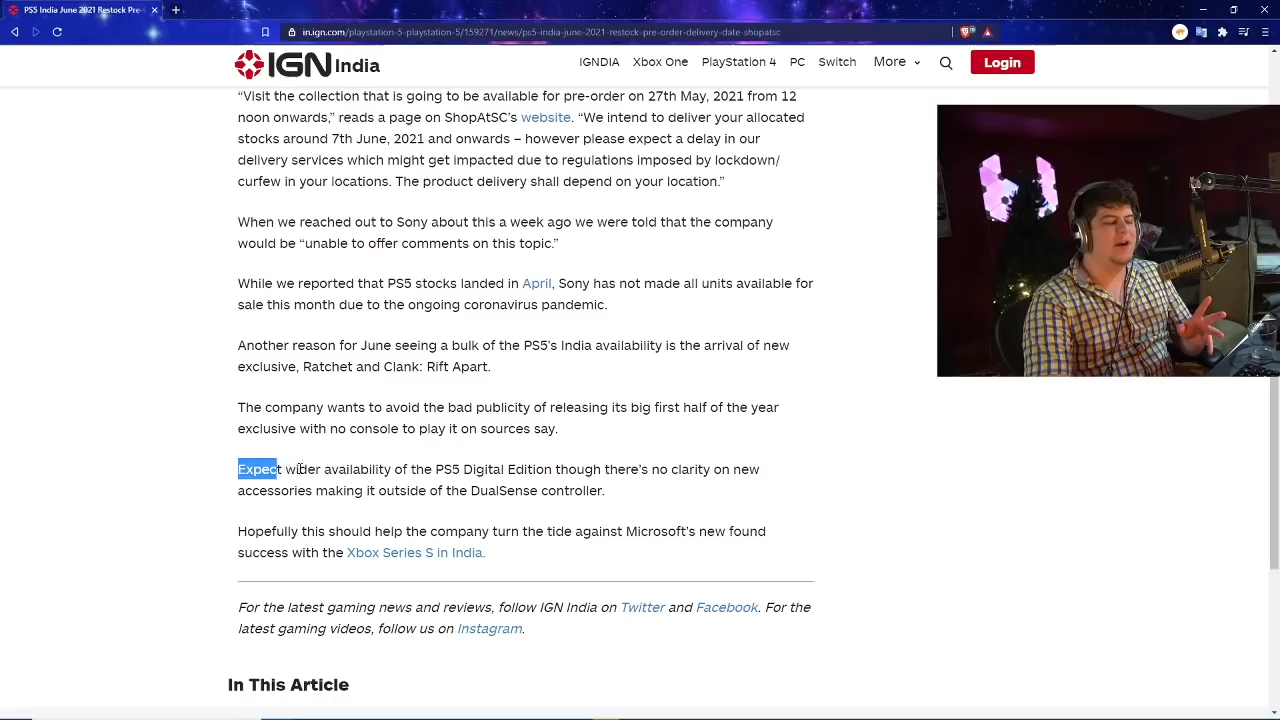 PS5 India June 2021 Restock Pre-
in.ign.com/playstation-5-playstation-5/159271/news/ps5-india-june-2021-restock-pre-order-delivery-date-shopatsc
IGN India
IGNDIA Xbox One PlayStation 4 PC Switch More Login
“Visit the collection that is going to be available for pre-order on 27th May, 2021 from 12
noon onwards,” reads a page on ShopAtSC’s website. “We intend to deliver your allocated
stocks around 7th June, 2021 and onwards – however please expect a delay in our
delivery services which might get impacted due to regulations imposed by lockdown/
curfew in your locations. The product delivery shall depend on your location.”
When we reached out to Sony about this a week ago we were told that the company
would be “unable to offer comments on this topic.”
While we reported that PS5 stocks landed in April, Sony has not made all units available for
sale this month due to the ongoing coronavirus pandemic.
Another reason for June seeing a bulk of the PS5’s India availability is the arrival of new
exclusive, Ratchet and Clank: Rift Apart.
The company wants to avoid the bad publicity of releasing its big first half of the year
exclusive with no console to play it on sources say.
Expect wider availability of the PS5 Digital Edition though there’s no clarity on new
accessories making it outside of the DualSense controller.
Hopefully this should help the company turn the tide against Microsoft’s new found
success with the Xbox Series S in India.
For the latest gaming news and reviews, follow IGN India on Twitter and Facebook. For the
latest gaming videos, follow us on Instagram.
In This Article